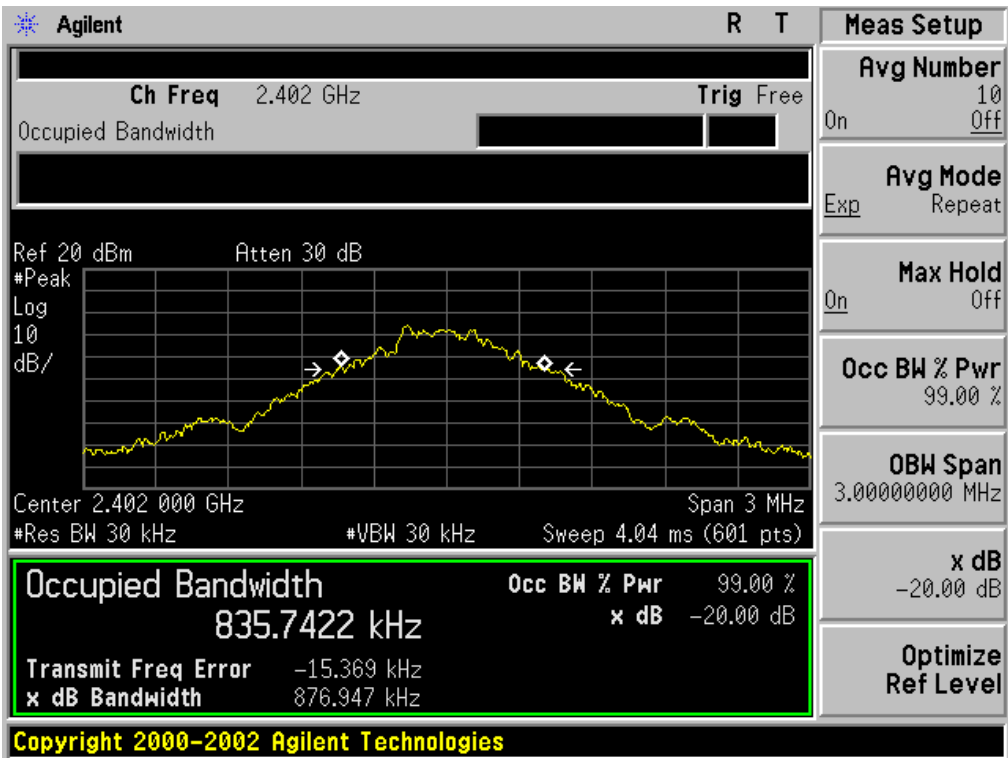 Agilent R T
Ch Freq 2.402 GHz Trig Free
Occupied Bandwidth
Ref 20 dBm Atten 30 dB
#Peak
Log
10
dB/
Center 2.402 000 GHz Span 3 MHz
#Res BW 30 kHz #VBW 30 kHz Sweep 4.04 ms (601 pts)
Occupied Bandwidth
835.7422 kHz
Occ BW % Pwr 99.00 %
x dB -20.00 dB
Transmit Freq Error -15.369 kHz
x dB Bandwidth 876.947 kHz
Copyright 2000-2002 Agilent Technologies
Meas Setup
Avg Number
10
On Off
Avg Mode
Exp Repeat
Max Hold
On Off
Occ BW % Pwr
99.00 %
OBW Span
3.00000000 MHz
x dB
-20.00 dB
Optimize
Ref Level